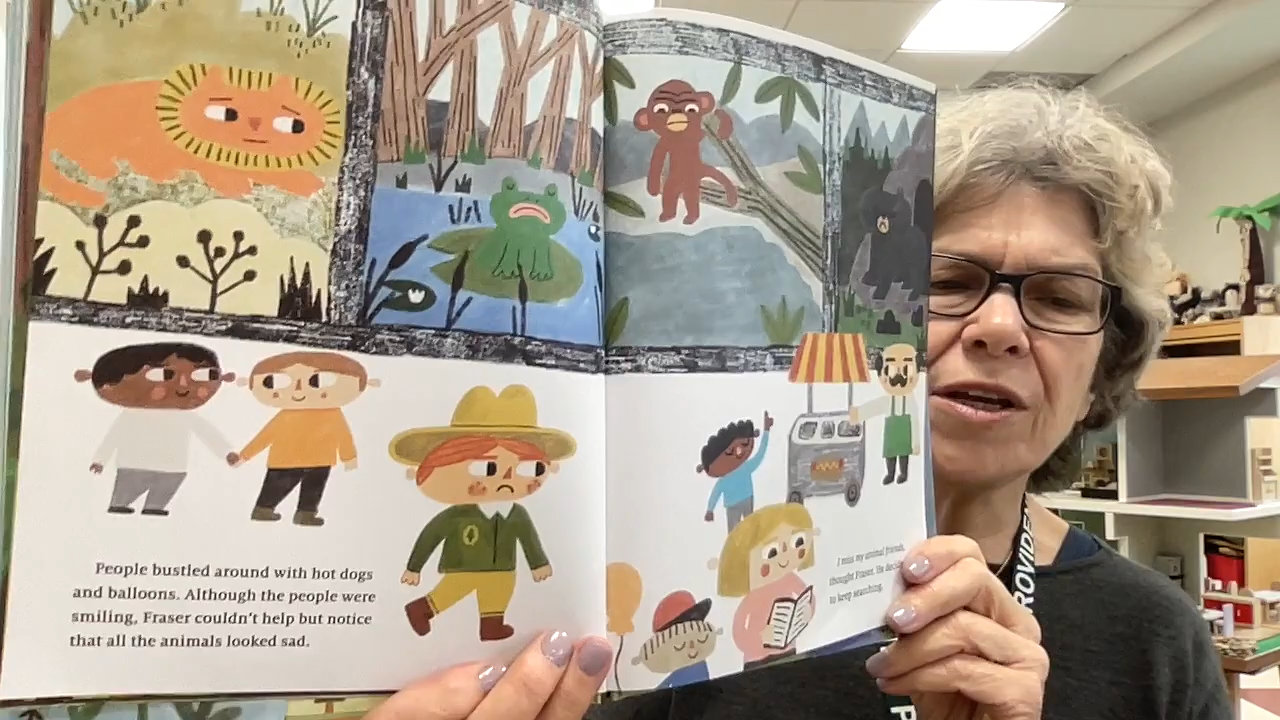 People bustled around with hot dogs
and balloons. Although the people were
smiling, Fraser couldn't help but notice
that all the animals looked sad.
I miss my animal friends,
thought Fraser. He
to keep searching.
PROVIDEN
P